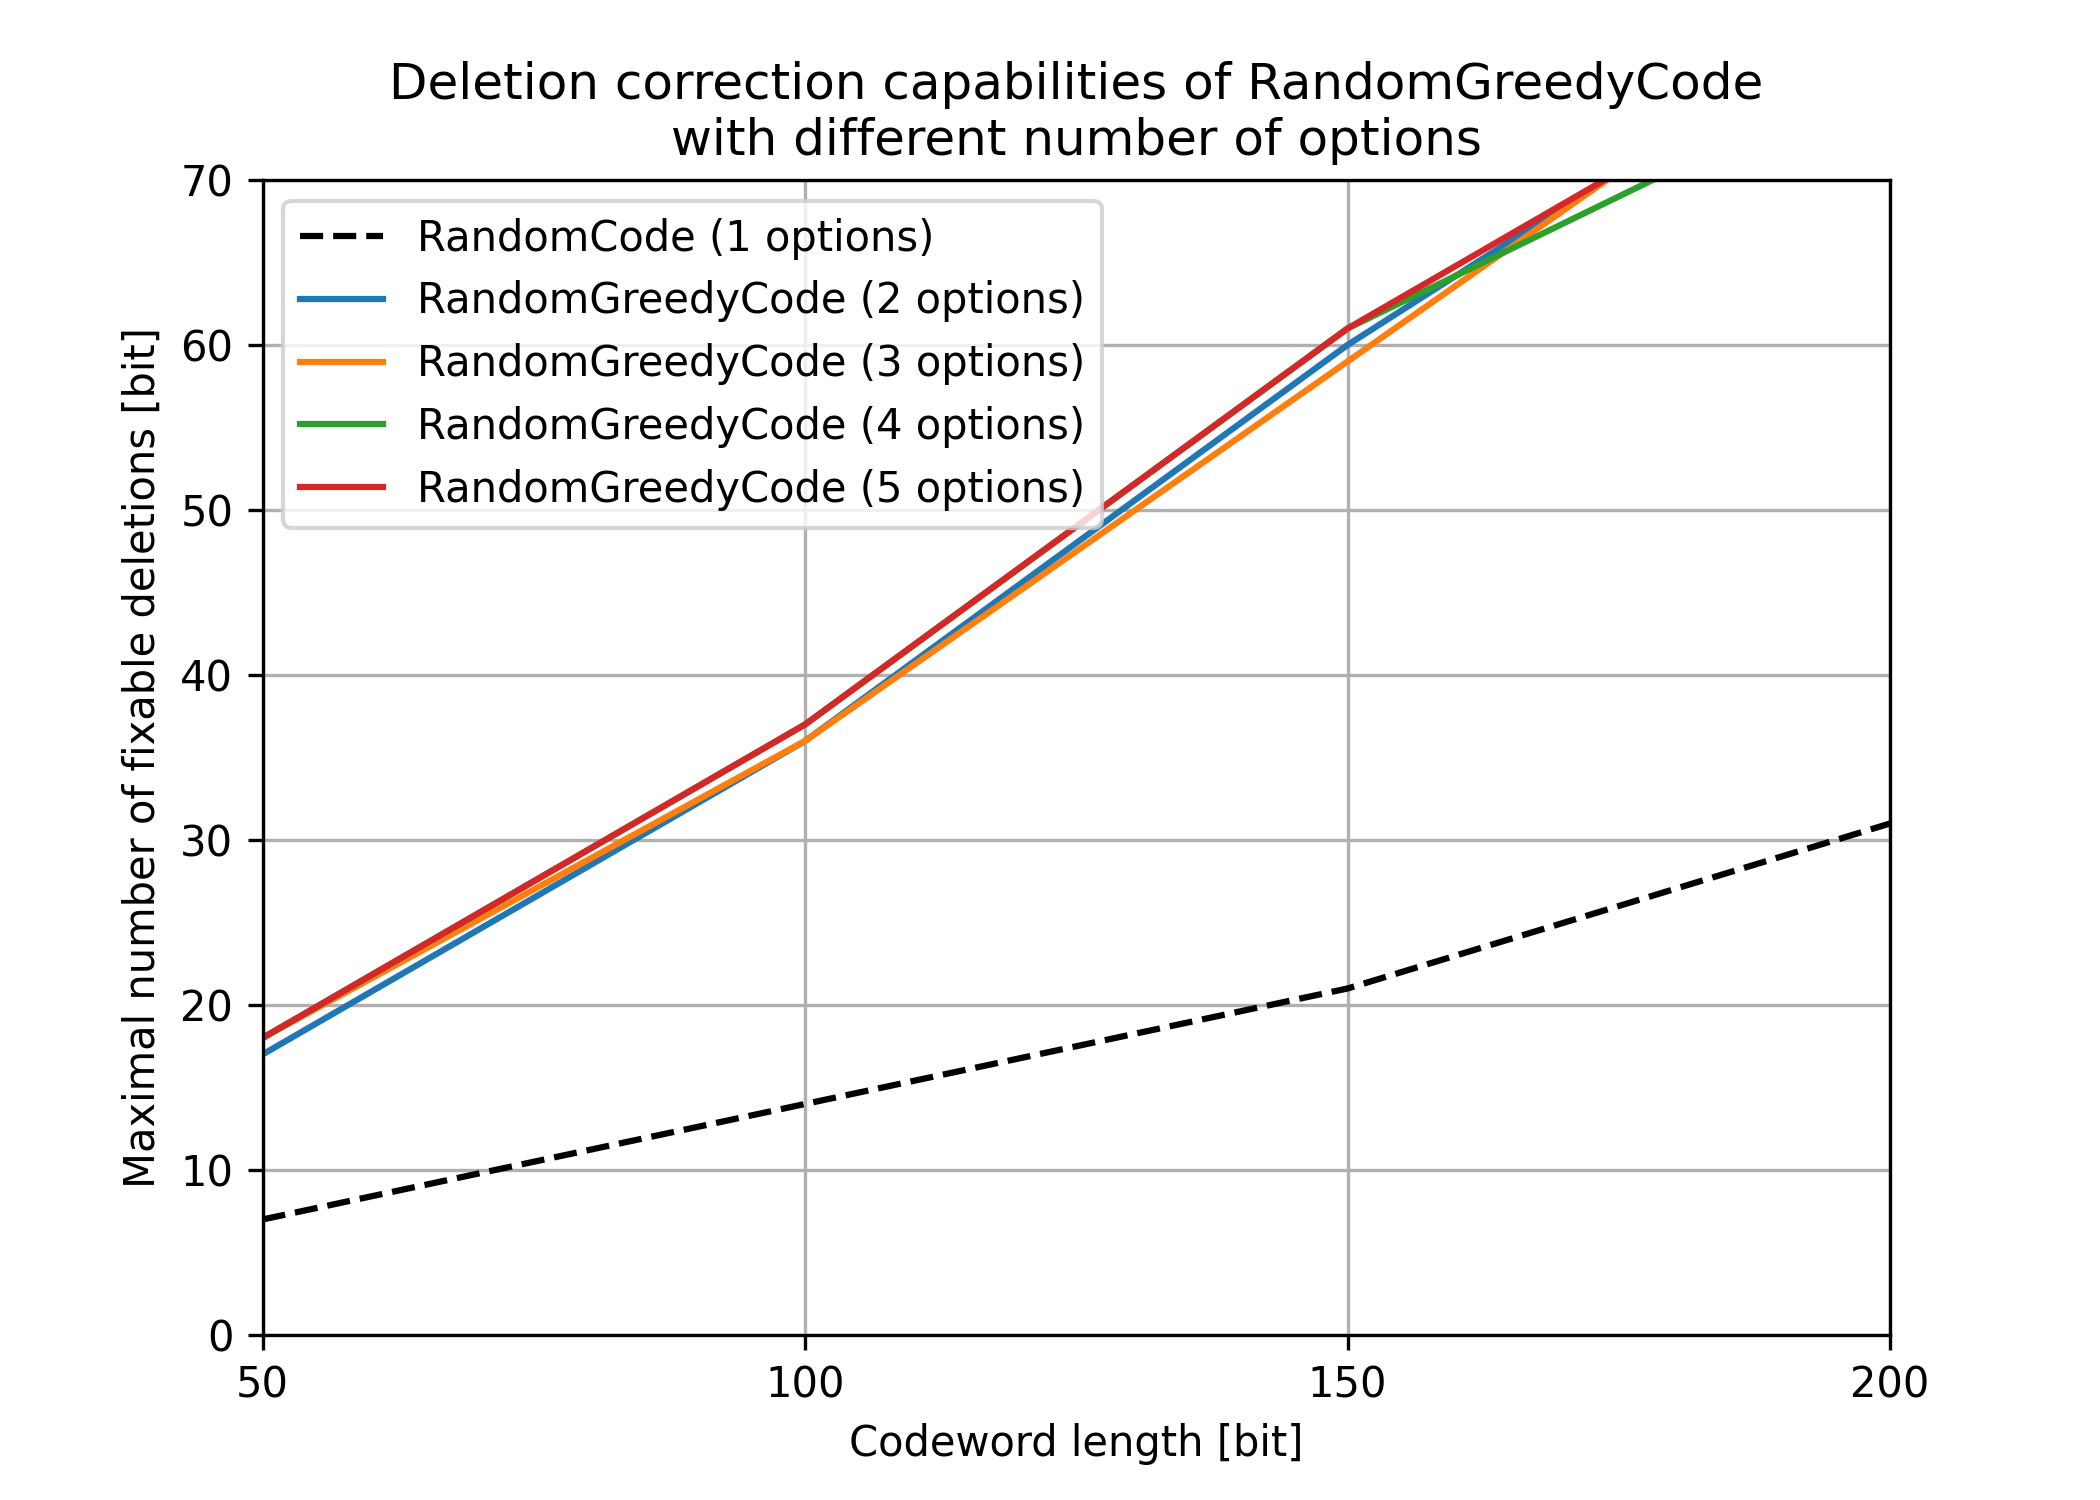 Deletion correction capabilities of RandomGreedyCode
with different number of options
70
60
50
40
30
20
10
0
Maximal number of fixable deletions [bit]
RandomCode (1 options)
RandomGreedyCode (2 options)
RandomGreedyCode (3 options)
RandomGreedyCode (4 options)
RandomGreedyCode (5 options)
50 100 150 200
Codeword length [bit]